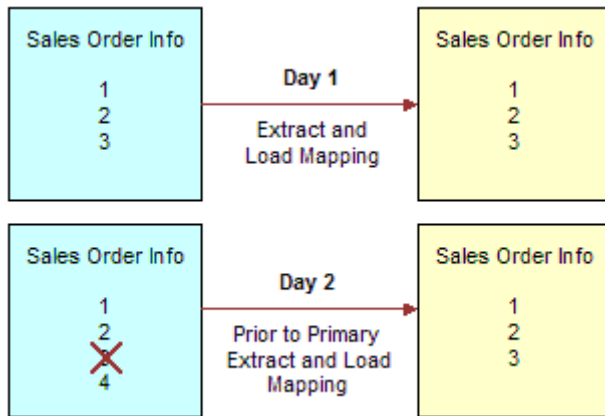 Sales Order Info
1
2
3
Day 1
Extract and
Load Mapping
Sales Order Info
1
2
3
Sales Order Info
1
2
4
Day 2
Prior to Primary
Extract and Load
Mapping
Sales Order Info
1
2
3